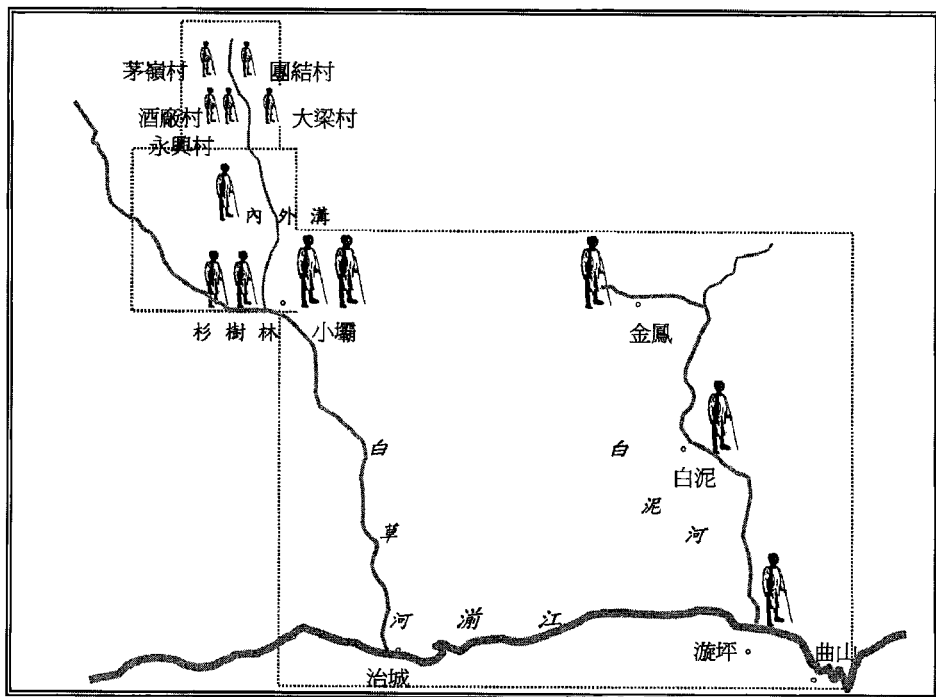 茅嶺村
團結村
酒廠村
大梁村
永興村
內外溝
杉樹林
小壩
金鳳
白泥
白草河
白泥河
湔江
漩坪
曲山
治城